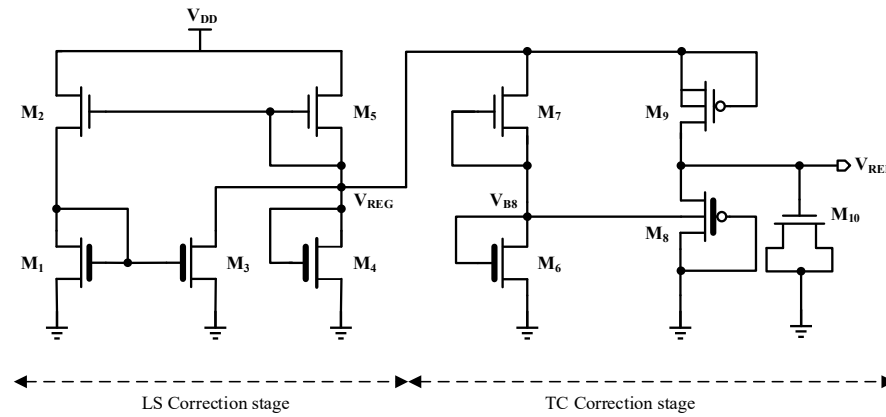 VDD
M2
M5
M7
M9
VREF
VREG
VB8
M10
M8
M1
M3
M4
M6
LS Correction stage
TC Correction stage